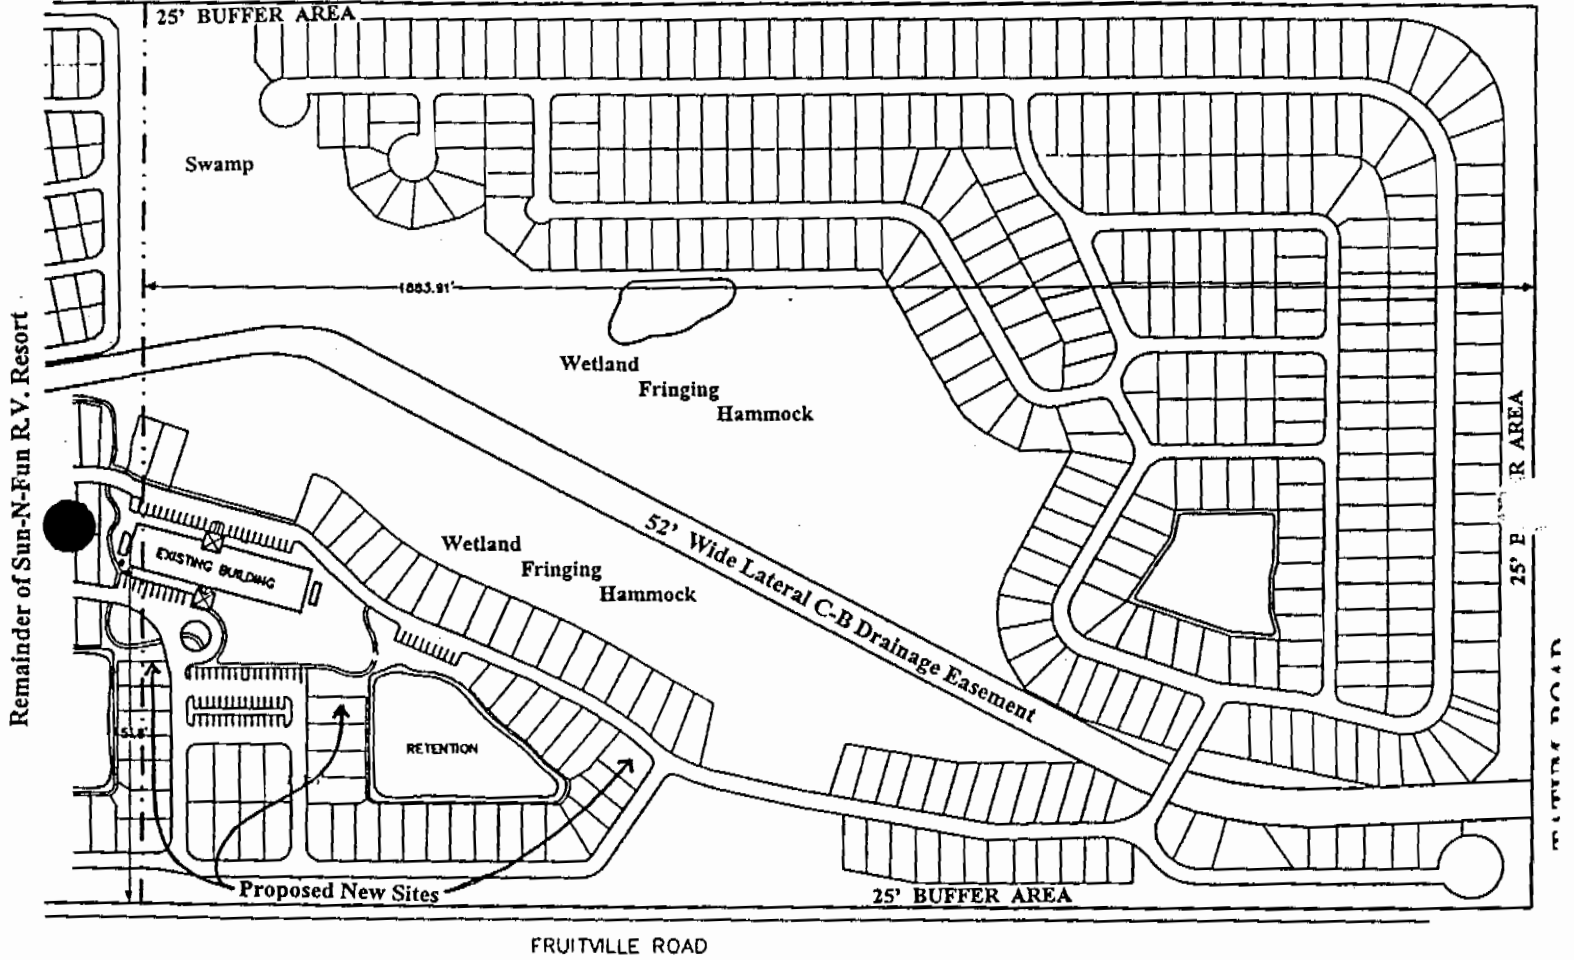 25' BUFFER AREA
Swamp
1883.91'
Wetland
Fringing
Hammock
Remainder of Sun-N-Fun R.V. Resort
25' B AREA
EXISTING BUILDING
Wetland
Fringing
Hammock
52' Wide Lateral C-B Drainage Easement
RETENTION
Proposed New Sites
25' BUFFER AREA
FRUITVILLE ROAD